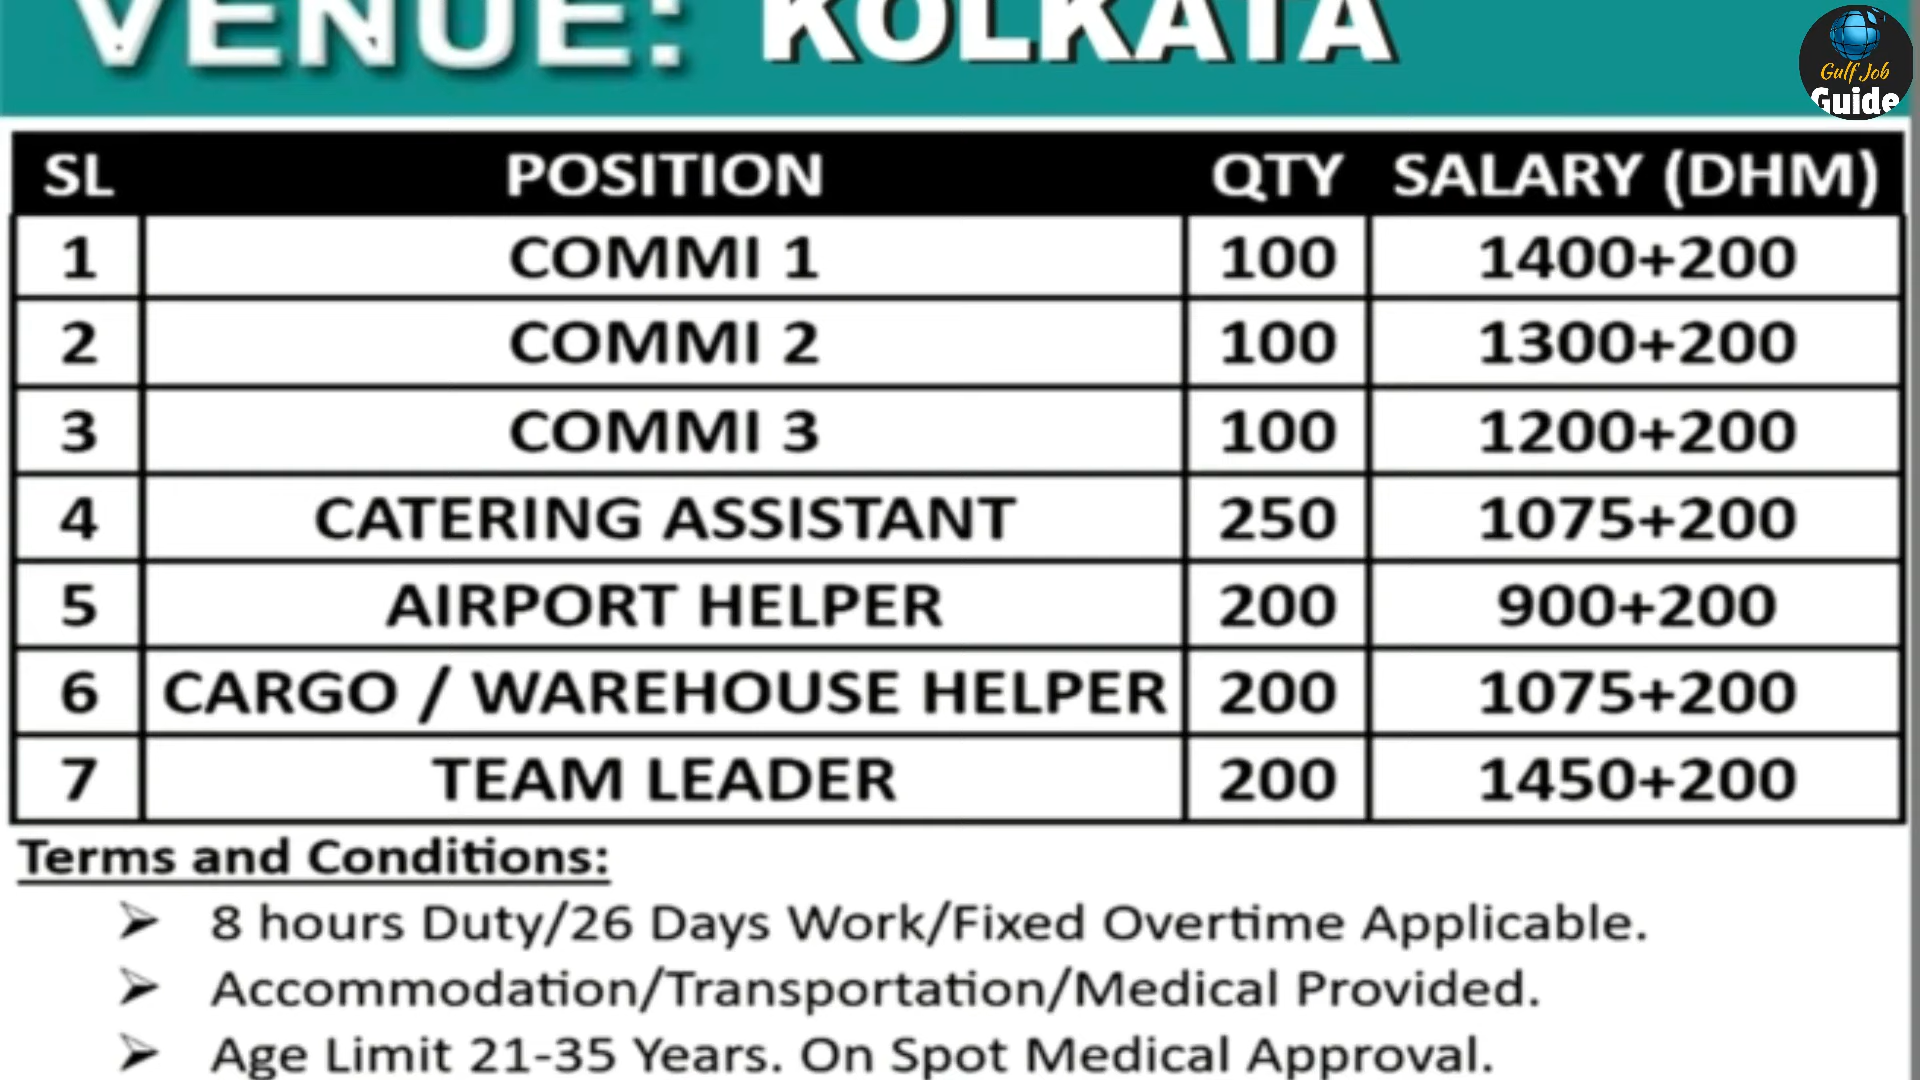 VENUE: KOLKATA
Gulf Job
Guide
SL POSITION QTY SALARY (DHM)
1 COMMI 1 100 1400+200
2 COMMI 2 100 1300+200
3 COMMI 3 100 1200+200
4 CATERING ASSISTANT 250 1075+200
5 AIRPORT HELPER 200 900+200
6 CARGO / WAREHOUSE HELPER 200 1075+200
7 TEAM LEADER 200 1450+200
Terms and Conditions:
➢ 8 hours Duty/26 Days Work/Fixed Overtime Applicable.
➢ Accommodation/Transportation/Medical Provided.
➢ Age Limit 21-35 Years. On Spot Medical Approval.